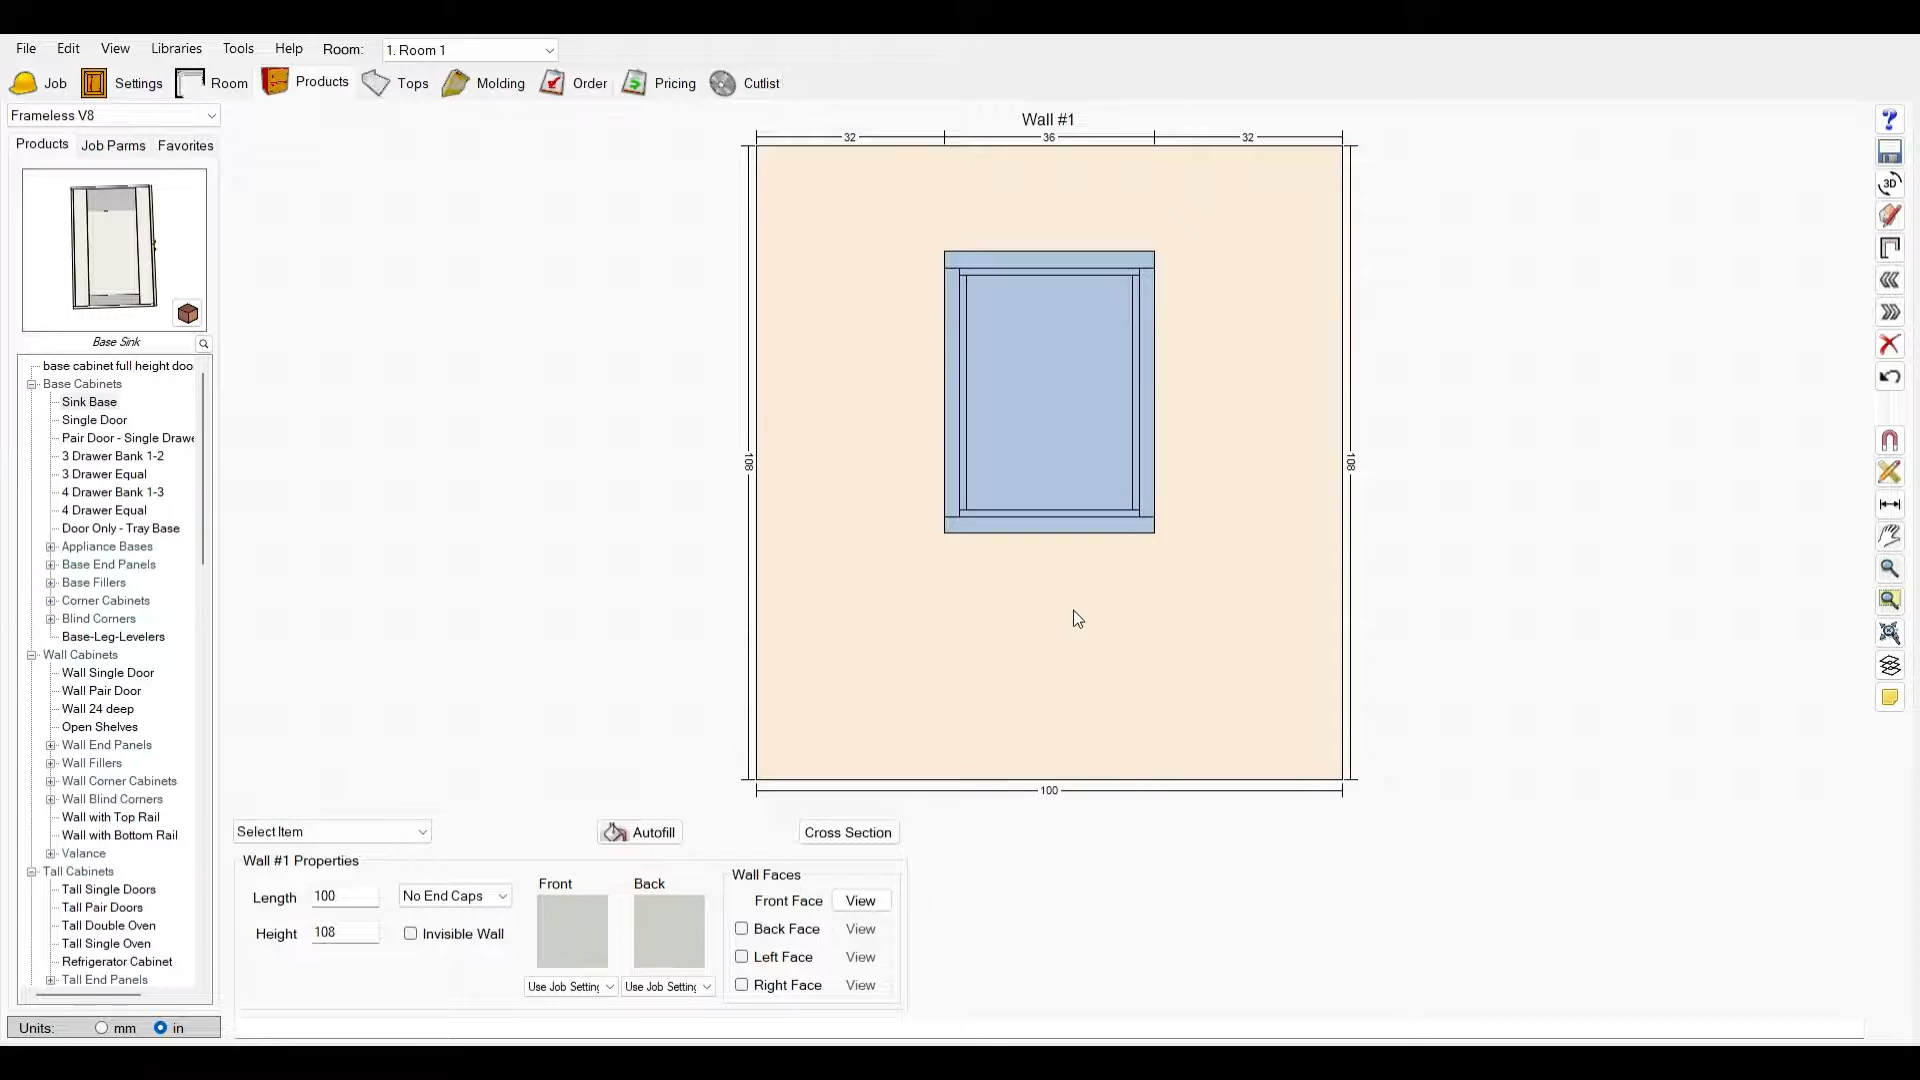 File Edit View Libraries Tools Help Room: 1. Room 1
Job Settings Room Products Tops Molding Order Pricing Cutlist
Frameless V8
Products Job Parms Favorites
Base Sink
base cabinet full height doo
Base Cabinets
Sink Base
Single Door
Pair Door - Single Drawe
3 Drawer Bank 1-2
3 Drawer Equal
4 Drawer Bank 1-3
4 Drawer Equal
Door Only - Tray Base
Appliance Bases
Base End Panels
Base Fillers
Corner Cabinets
Blind Corners
Base-Leg-Levelers
Wall Cabinets
Wall Single Door
Wall Pair Door
Wall 24 deep
Open Shelves
Wall End Panels
Wall Fillers
Wall Corner Cabinets
Wall Blind Corners
Wall with Top Rail
Wall with Bottom Rail
Valance
Tall Cabinets
Tall Single Doors
Tall Pair Doors
Tall Double Oven
Tall Single Oven
Refrigerator Cabinet
Tall End Panels
Units: mm in
Wall #1
32 36 32
108 108
100
Select Item Autofill Cross Section
Wall #1 Properties
Length 100 No End Caps
Height 108 Invisible Wall
Front Back
Use Job Setting Use Job Setting
Wall Faces
Front Face View
Back Face View
Left Face View
Right Face View
?
3D